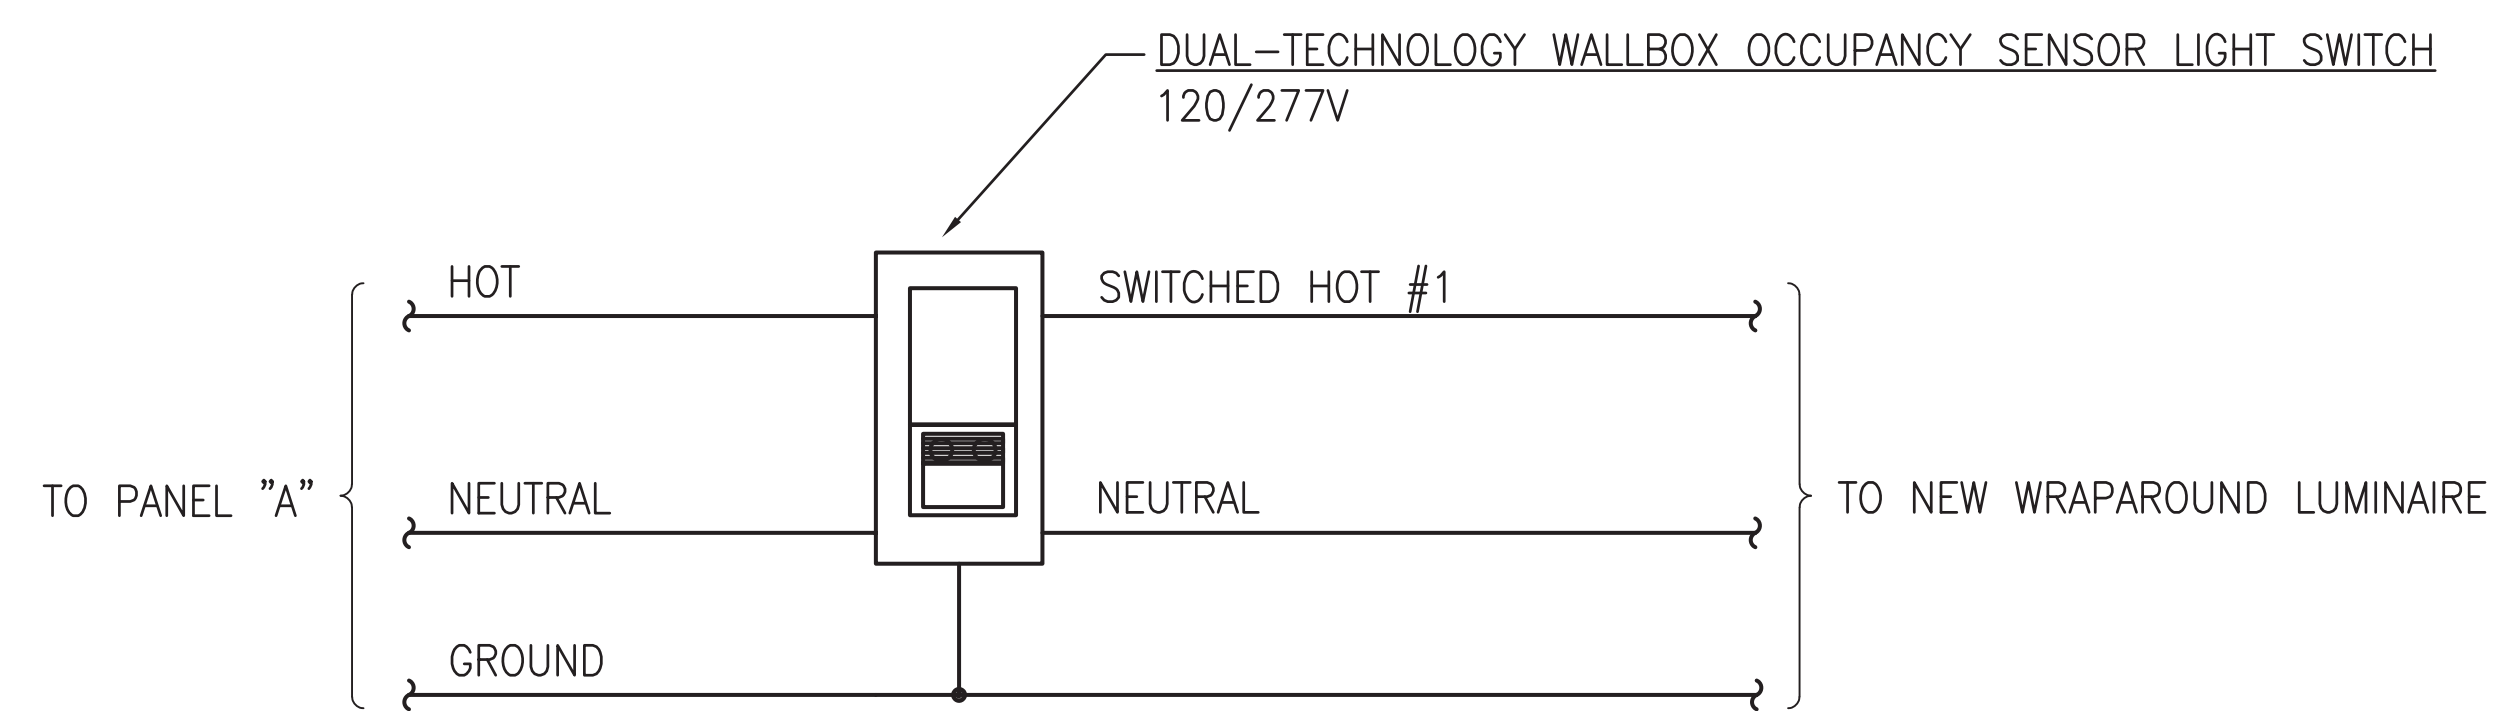 DUAL-TECHNOLOGY WALLBOX OCCUPANCY SENSOR LIGHT SWITCH
120/277V
HOT
SWITCHED HOT #1
TO PANEL "A"
NEUTRAL
NEUTRAL
TO NEW WRAPAROUND LUMINAIRE
GROUND